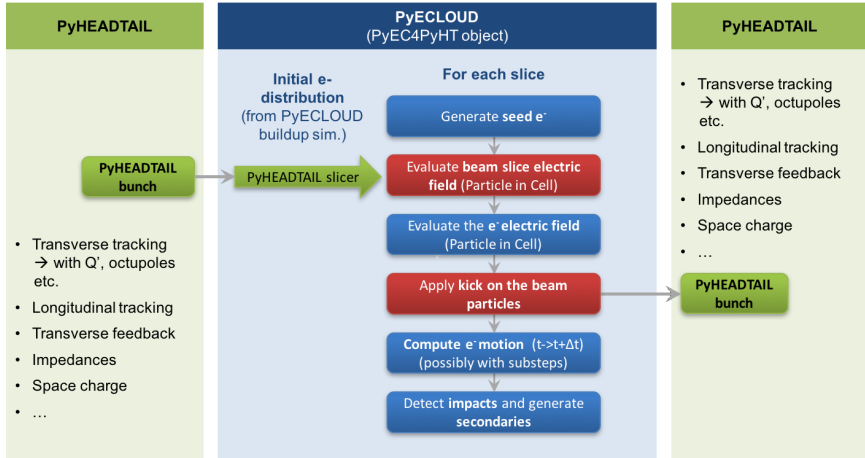 PyHEADTAIL
PyHEADTAIL
bunch
• Transverse tracking
→ with Q', octupoles
etc.
• Longitudinal tracking
• Transverse feedback
• Impedances
• Space charge
• …
PyECLOUD
(PyEC4PyHT object)
Initial e-
distribution
(from PyECLOUD
buildup sim.)
PyHEADTAIL slicer
For each slice
Generate seed e-
Evaluate beam slice electric
field (Particle in Cell)
Evaluate the e- electric field
(Particle in Cell)
Apply kick on the beam
particles
Compute e- motion (t->t+Δt)
(possibly with substeps)
Detect impacts and generate
secondaries
PyHEADTAIL
• Transverse tracking
→ with Q', octupoles
etc.
• Longitudinal tracking
• Transverse feedback
• Impedances
• Space charge
• …
PyHEADTAIL
bunch